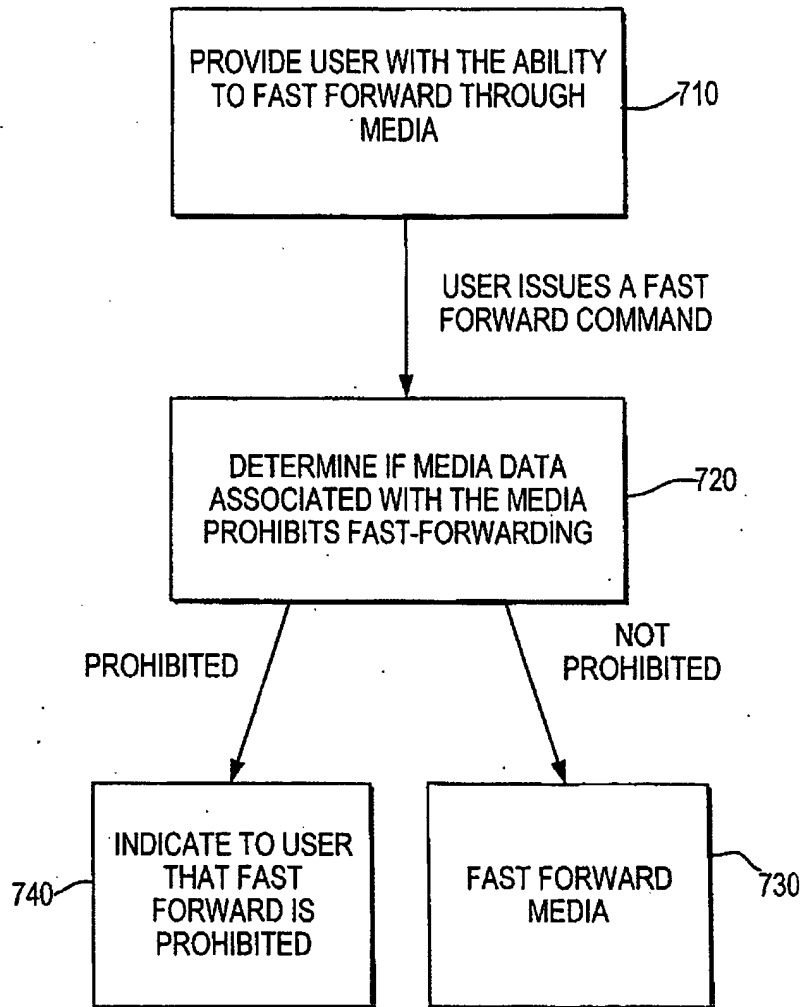 PROVIDE USER WITH THE ABILITY
TO FAST FORWARD THROUGH
MEDIA
710
USER ISSUES A FAST
FORWARD COMMAND
DETERMINE IF MEDIA DATA
ASSOCIATED WITH THE MEDIA
PROHIBITS FAST-FORWARDING
720
PROHIBITED
NOT
PROHIBITED
INDICATE TO USER
THAT FAST
FORWARD IS
PROHIBITED
740
FAST FORWARD
MEDIA
730